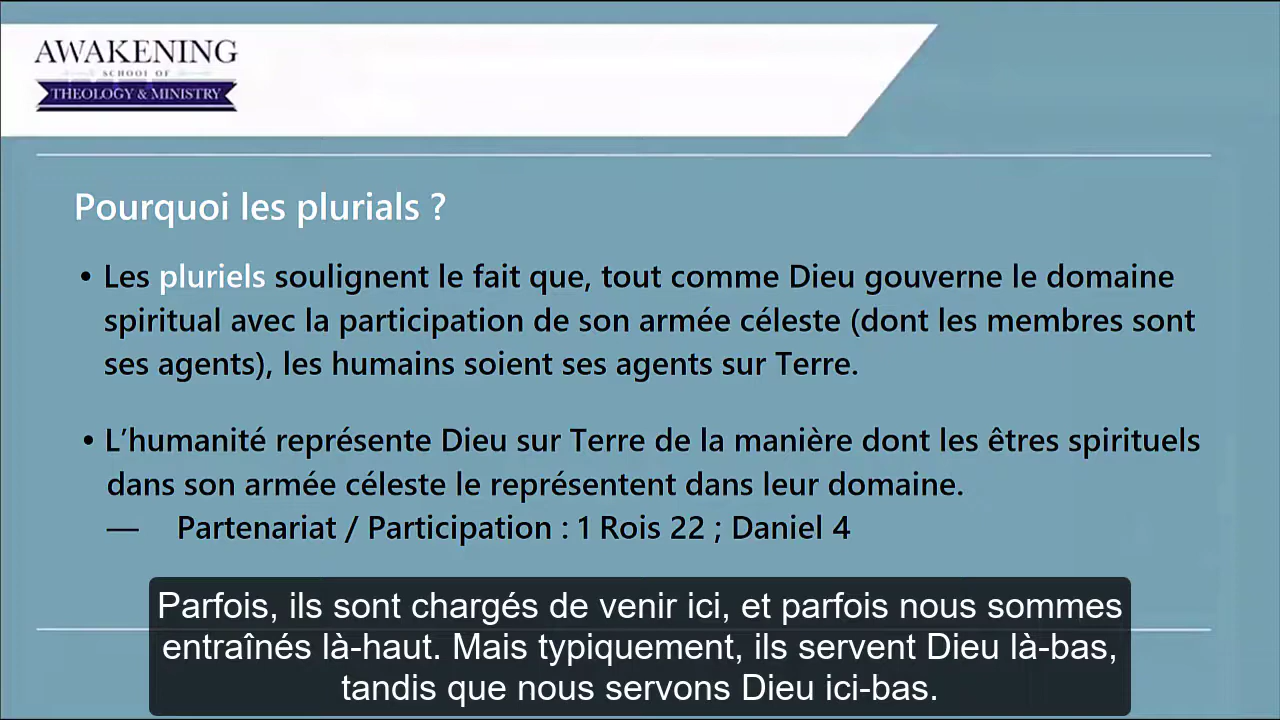 AWAKENING
SCHOOL OF
THEOLOGY & MINISTRY
Pourquoi les plurials ?
• Les pluriels soulignent le fait que, tout comme Dieu gouverne le domaine
spiritual avec la participation de son armée céleste (dont les membres sont
ses agents), les humains soient ses agents sur Terre.
• L’humanité représente Dieu sur Terre de la manière dont les êtres spirituels
dans son armée céleste le représentent dans leur domaine.
— Partenariat / Participation : 1 Rois 22 ; Daniel 4
Parfois, ils sont chargés de venir ici, et parfois nous sommes
entraînés là-haut. Mais typiquement, ils servent Dieu là-bas,
tandis que nous servons Dieu ici-bas.